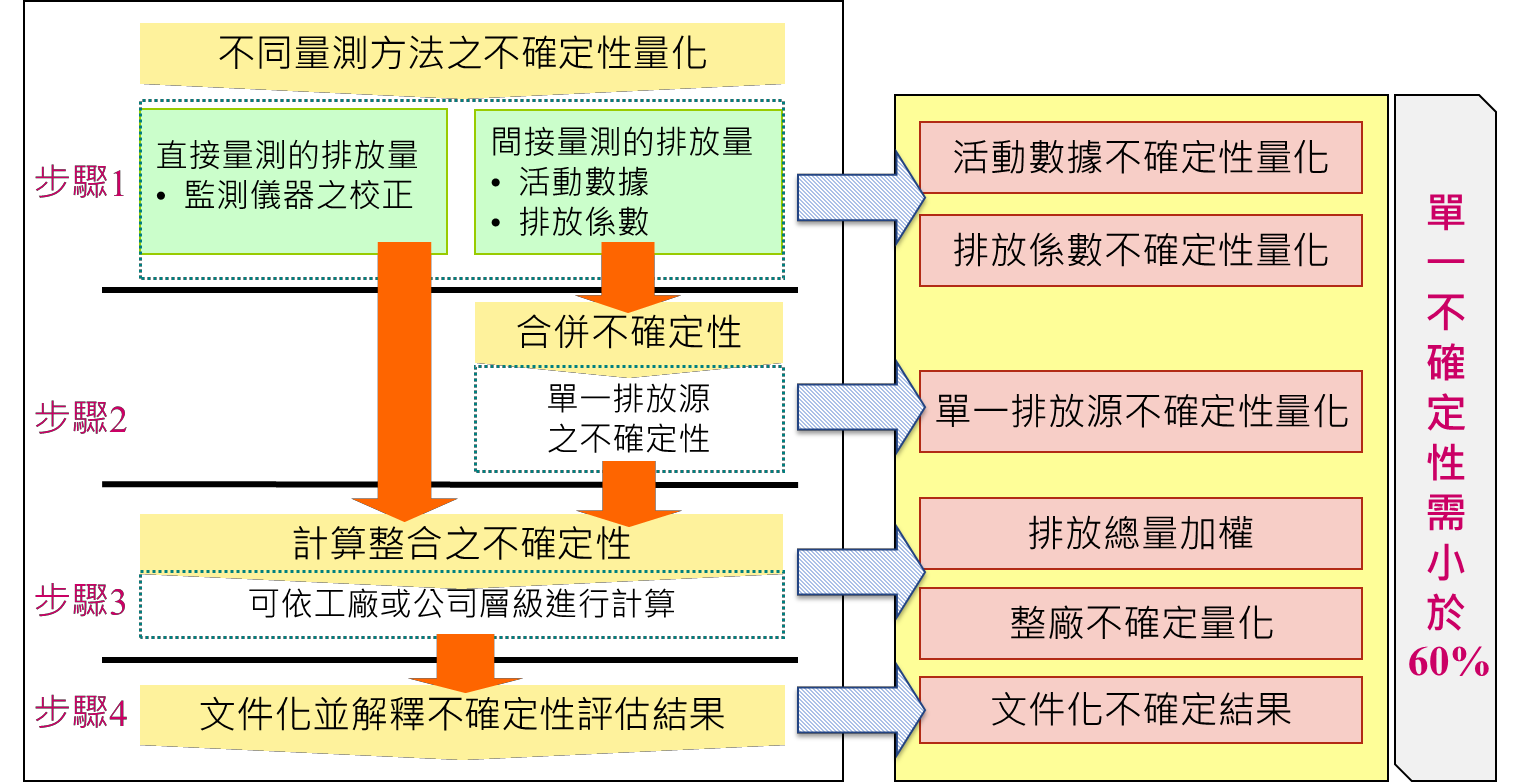 不同量測方法之不確定性量化
步驟1
直接量測的排放量
• 監測儀器之校正
間接量測的排放量
• 活動數據
• 排放係數
活動數據不確定性量化
排放係數不確定性量化
步驟2
合併不確定性
單一排放源
之不確定性
單一排放源不確定性量化
步驟3
計算整合之不確定性
可依工廠或公司層級進行計算
排放總量加權
整廠不確定量化
步驟4
文件化並解釋不確定性評估結果
文件化不確定結果
單
一
不
確
定
性
需
小
於
60%